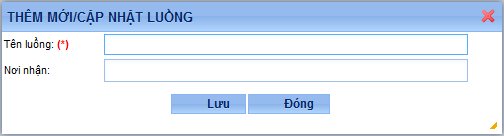 THÊM MỚI/CẬP NHẬT LUỒNG
Tên luồng: (*)
Nơi nhận:
Lưu Đóng